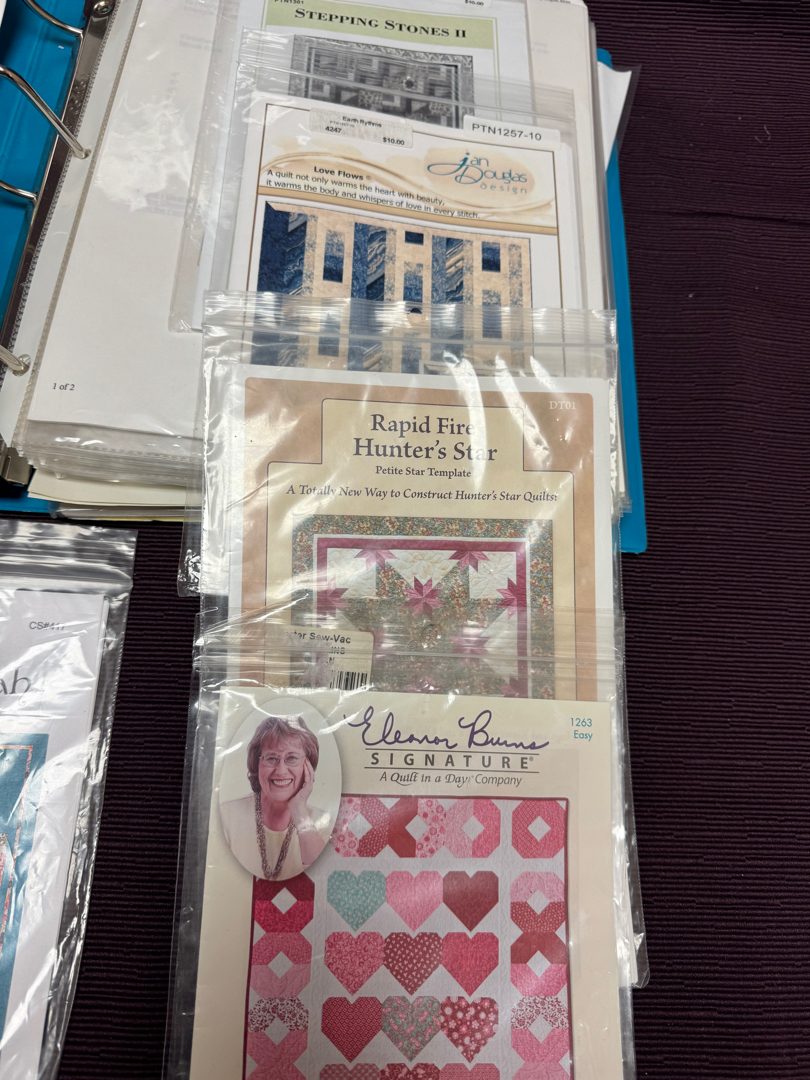 $10.00
STEPPING STONES II
Earth Rythms
4247
$10.00
PTN1257-10
Jan
Douglas
design
Love Flows ©
A quilt not only warms the heart with beauty,
it warms the body and whispers of love in every stitch.
1 of 2
DT01
Rapid Fire
Hunter's Star
Petite Star Template
A Totally New Way to Construct Hunter's Star Quilts!
Sew-Vac
CS#417
Eleanor Burns
SIGNATURE®
A Quilt in a Day® Company
1263
Easy